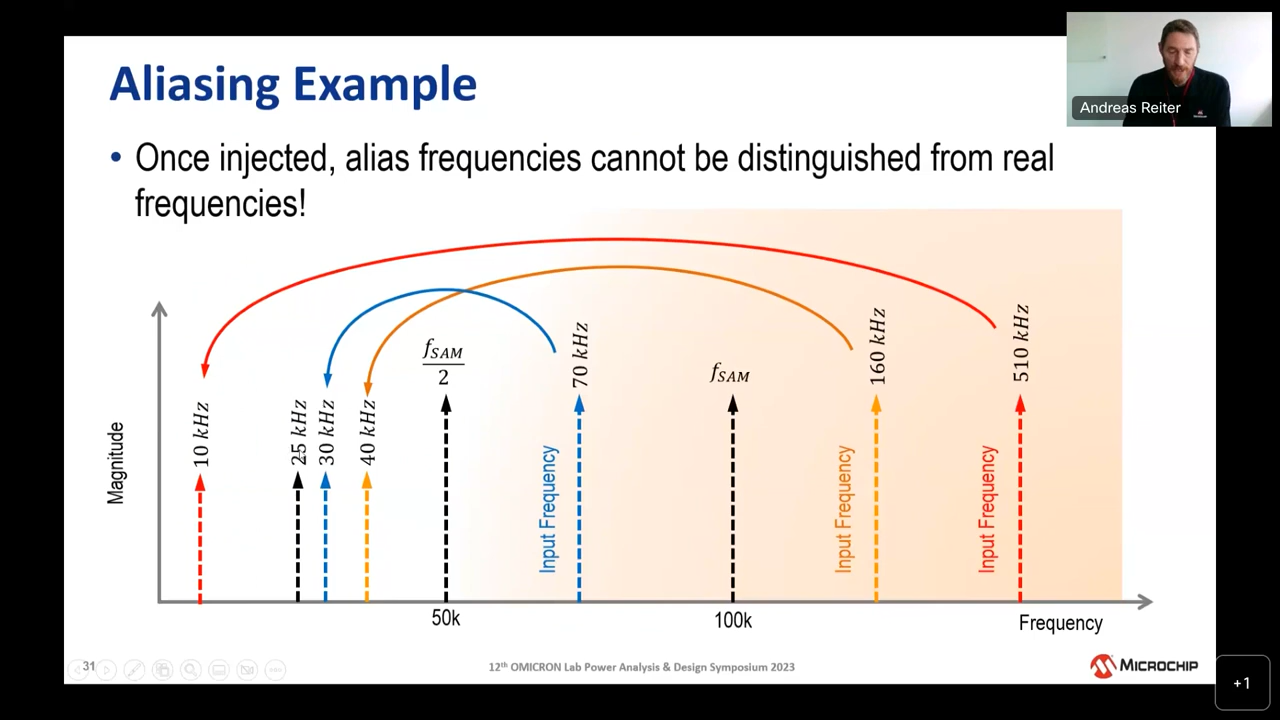 Aliasing Example
Andreas Reiter
• Once injected, alias frequencies cannot be distinguished from real
frequencies!
Magnitude
10 kHz
25 kHz
30 kHz
40 kHz
f_SAM/2
70 kHz
Input Frequency
f_SAM
160 kHz
Input Frequency
510 kHz
Input Frequency
50k
100k
Frequency
31
12th OMICRON Lab Power Analysis & Design Symposium 2023
MICROCHIP
+1